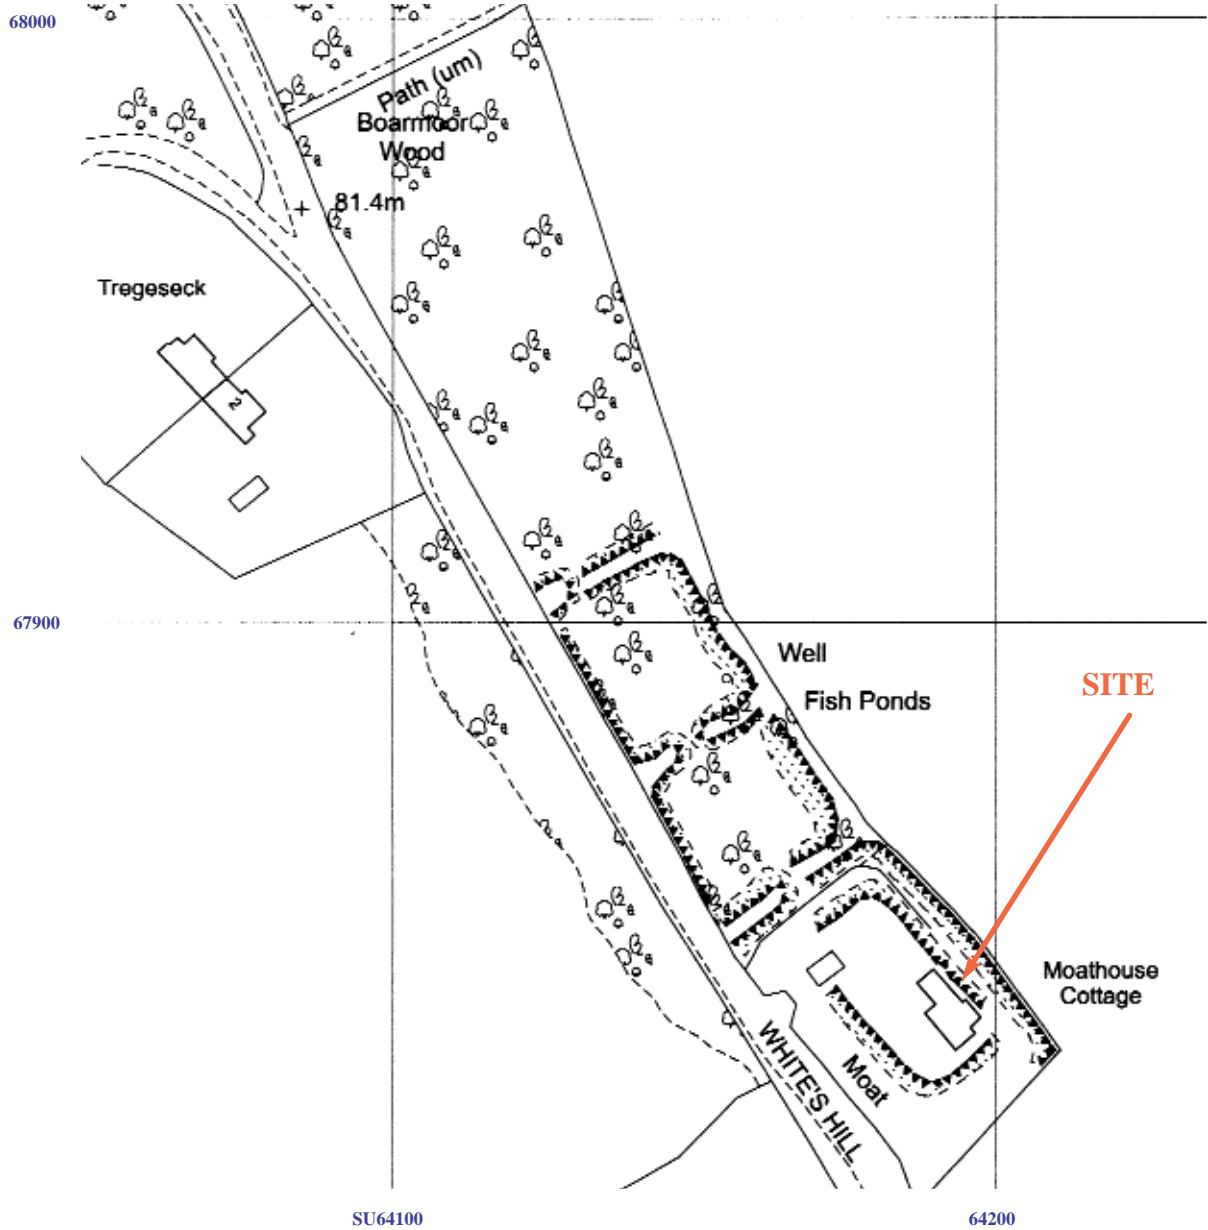 68000
Path (um)
Boarmoor
Wood
81.4m
Tregeseck
2
67900
Well
Fish Ponds
SITE
Moathouse
Cottage
Moat
WHITE'S HILL
SU64100
64200